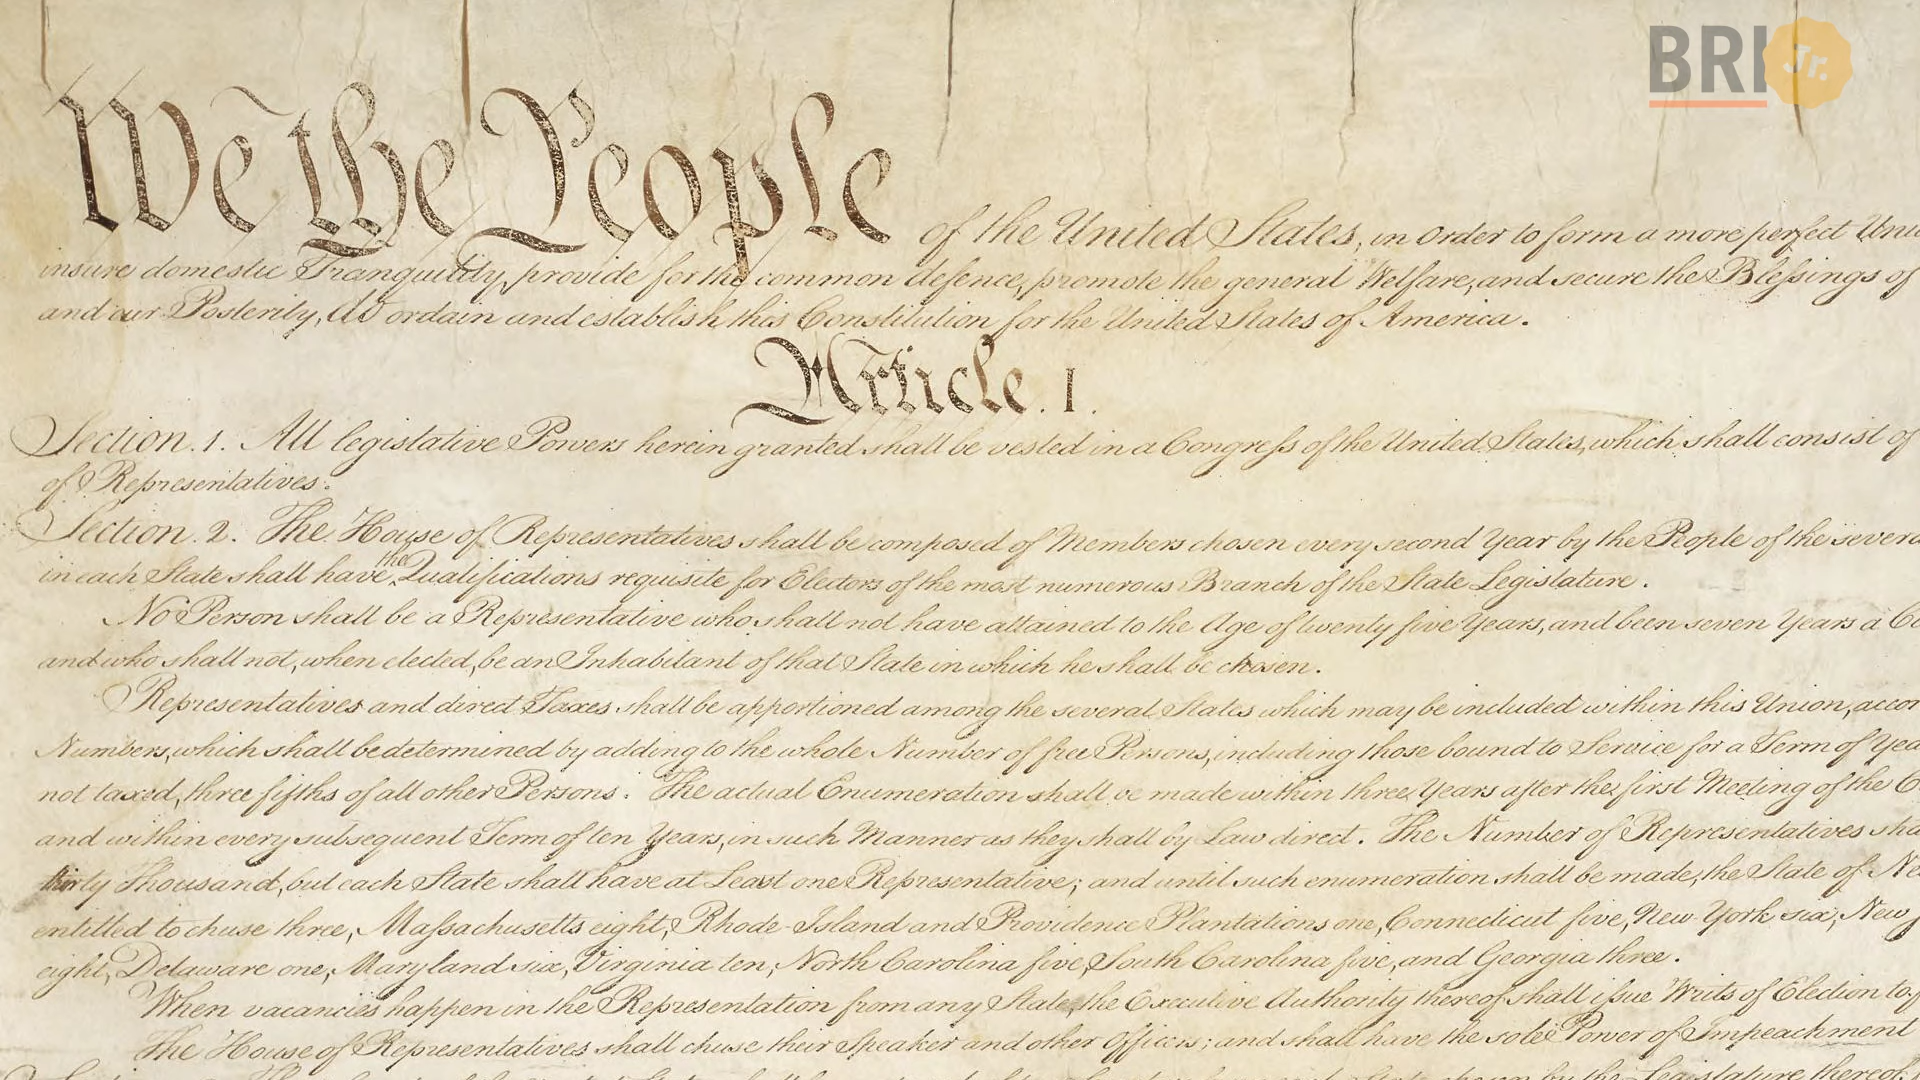 BRI Jr.
We the People of the United States, in Order to form a more perfect Uni
insure domestic Tranquility, provide for the common defence, promote the general Welfare, and secure the Blessings of
and our Posterity, do ordain and establish this Constitution for the United States of America.
Article. I.
Section. 1. All legislative Powers herein granted shall be vested in a Congress of the United States, which shall consist of
of Representatives.
Section. 2. The House of Representatives shall be composed of Members chosen every second Year by the People of the severa
in each State shall have the Qualifications requisite for Electors of the most numerous Branch of the State Legislature.
No Person shall be a Representative who shall not have attained to the Age of twenty five Years, and been seven Years a
and who shall not, when elected, be an Inhabitant of that State in which he shall be chosen.
Representatives and direct Taxes shall be apportioned among the several States which may be included within this Union, accor
Numbers, which shall be determined by adding to the whole Number of free Persons, including those bound to Service for a Term of Yea
not taxed, three fifths of all other Persons. The actual Enumeration shall be made within three Years after the first Meeting of the
and within every subsequent Term of ten Years, in such Manner as they shall by Law direct. The Number of Representatives sha
thirty Thousand, but each State shall have at Least one Representative; and until such enumeration shall be made, the State of Ne
entitled to chuse three, Massachusetts eight, Rhode-Island and Providence Plantations one, Connecticut five, New-York six, New
eight, Delaware one, Maryland six, Virginia ten, North Carolina five, South Carolina five, and Georgia three.
When vacancies happen in the Representation from any State, the Executive Authority thereof shall issue Writs of Election to
The House of Representatives shall chuse their Speaker and other Officers; and shall have the sole Power of Impeachment
by the Legislature thereof,